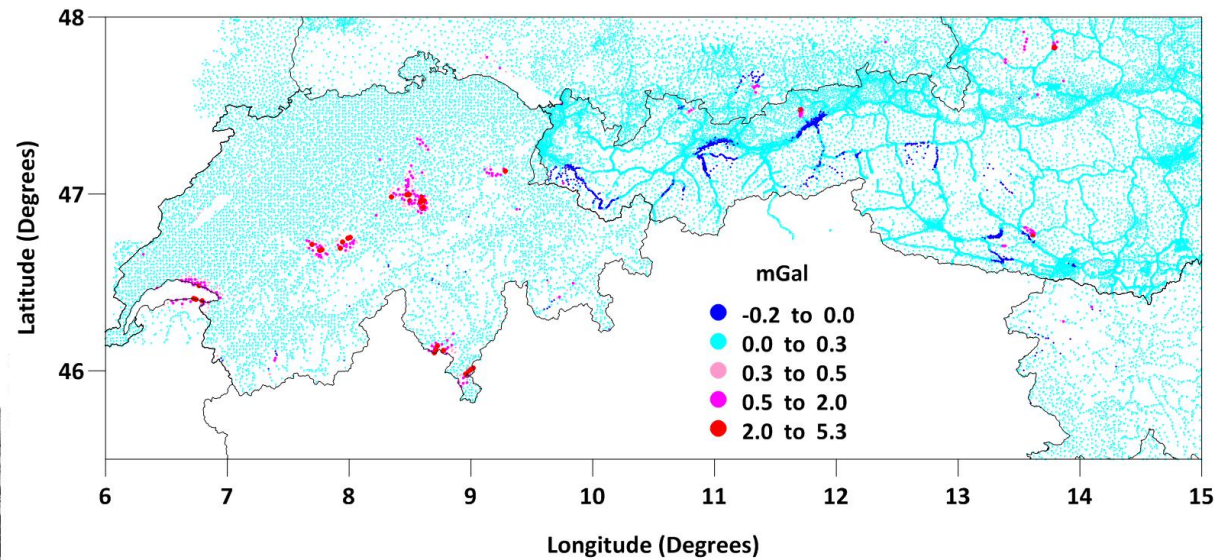 48
47
46
Latitude (Degrees)
mGal
-0.2 to 0.0
0.0 to 0.3
0.3 to 0.5
0.5 to 2.0
2.0 to 5.3
6 7 8 9 10 11 12 13 14 15
Longitude (Degrees)